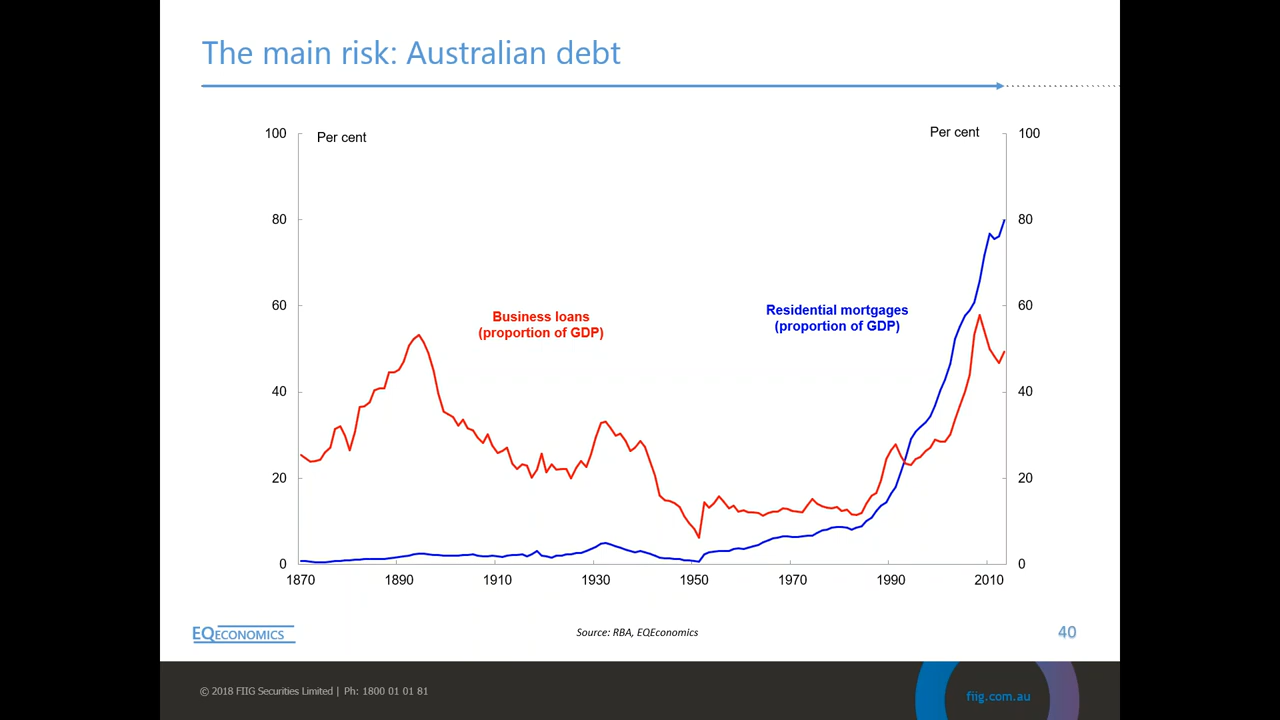 The main risk: Australian debt
Per cent
Per cent
100
80
60
40
20
0
100
80
60
40
20
0
Business loans
(proportion of GDP)
Residential mortgages
(proportion of GDP)
1870
1890
1910
1930
1950
1970
1990
2010
EQECONOMICS
Source: RBA, EQEconomics
40
© 2018 FIIG Securities Limited | Ph: 1800 01 01 81
fiig.com.au